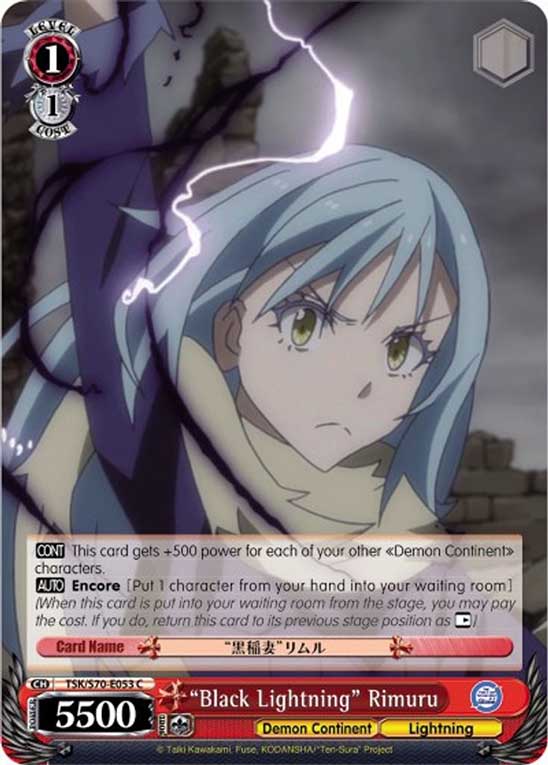 LEVEL
1
1
COST
CONT This card gets +500 power for each of your other «Demon Continent»
characters.
AUTO Encore [Put 1 character from your hand into your waiting room]
(When this card is put into your waiting room from the stage, you may pay
the cost. If you do, return this card to its previous stage position as .)
Card Name “黒稲妻”リムル
CH TSK/S70-E053 C
“Black Lightning” Rimuru
POWER 5500
Demon Continent Lightning
© Taiki Kawakami, Fuse, KODANSHA/“Ten-Sura” Project